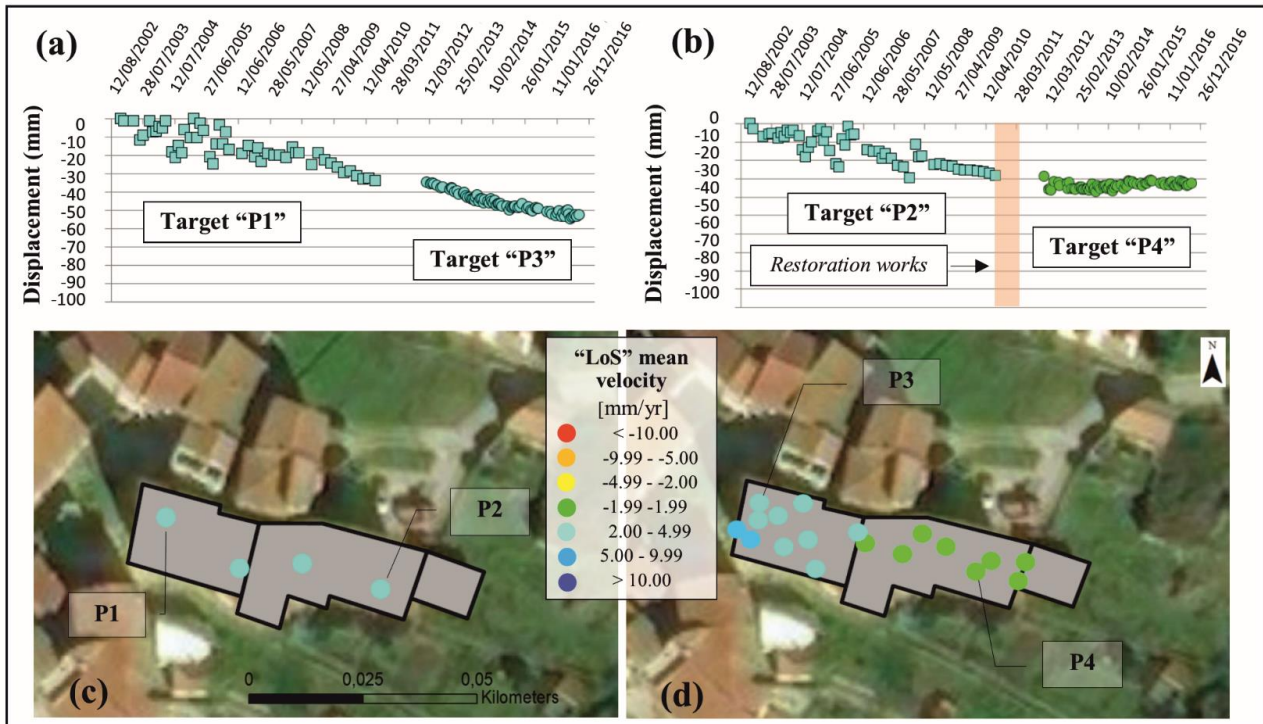 (a)
12/08/2002
28/07/2003
12/07/2004
27/06/2005
12/06/2006
28/05/2007
12/05/2008
27/04/2009
12/04/2010
28/03/2011
12/03/2012
25/02/2013
10/02/2014
26/01/2015
11/01/2016
26/12/2016
Displacement (mm)
0
-10
-20
-30
-40
-50
-60
-70
-80
-90
-100
Target “P1”
Target “P3”
(b)
12/08/2002
28/07/2003
12/07/2004
27/06/2005
12/06/2006
28/05/2007
12/05/2008
27/04/2009
12/04/2010
28/03/2011
12/03/2012
25/02/2013
10/02/2014
26/01/2015
11/01/2016
26/12/2016
Displacement (mm)
0
-10
-20
-30
-40
-50
-60
-70
-80
-90
-100
Target “P2”
Restoration works
Target “P4”
P1
P2
(c)
0 0,025 0,05
Kilometers
“LoS” mean
velocity
[mm/yr]
< -10.00
-9.99 - -5.00
-4.99 - -2.00
-1.99 - -1.99
2.00 - 4.99
5.00 - 9.99
> 10.00
N
P3
P4
(d)